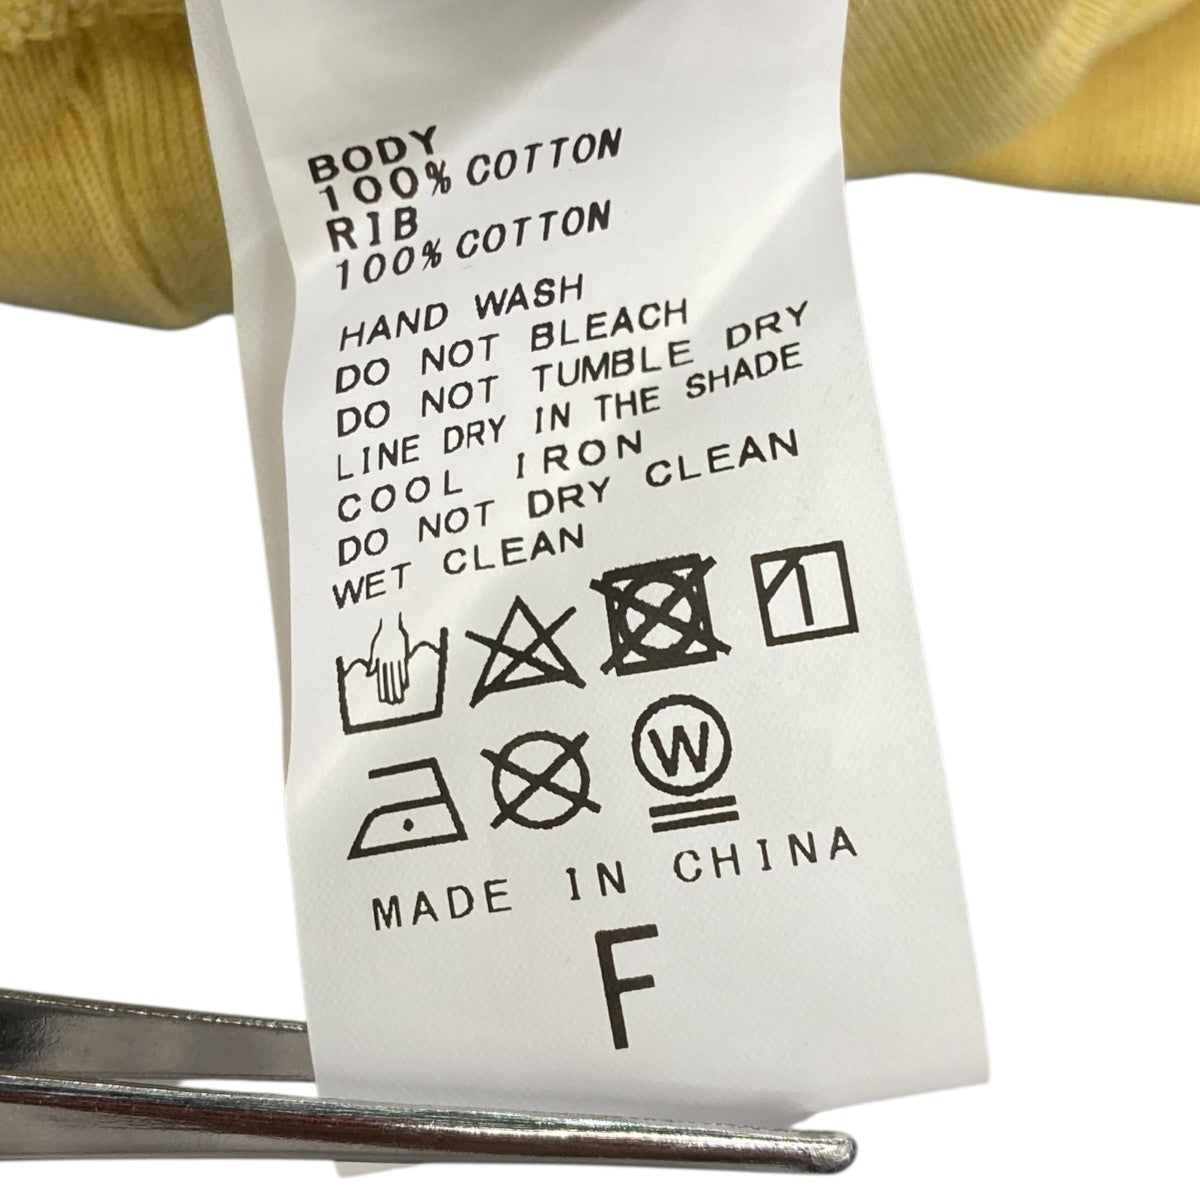 BODY
100% COTTON
RIB
100% COTTON
HAND WASH
DO NOT BLEACH
DO NOT TUMBLE DRY
LINE DRY IN THE SHADE
COOL IRON
DO NOT DRY CLEAN
WET CLEAN
W
MADE IN CHINA
F